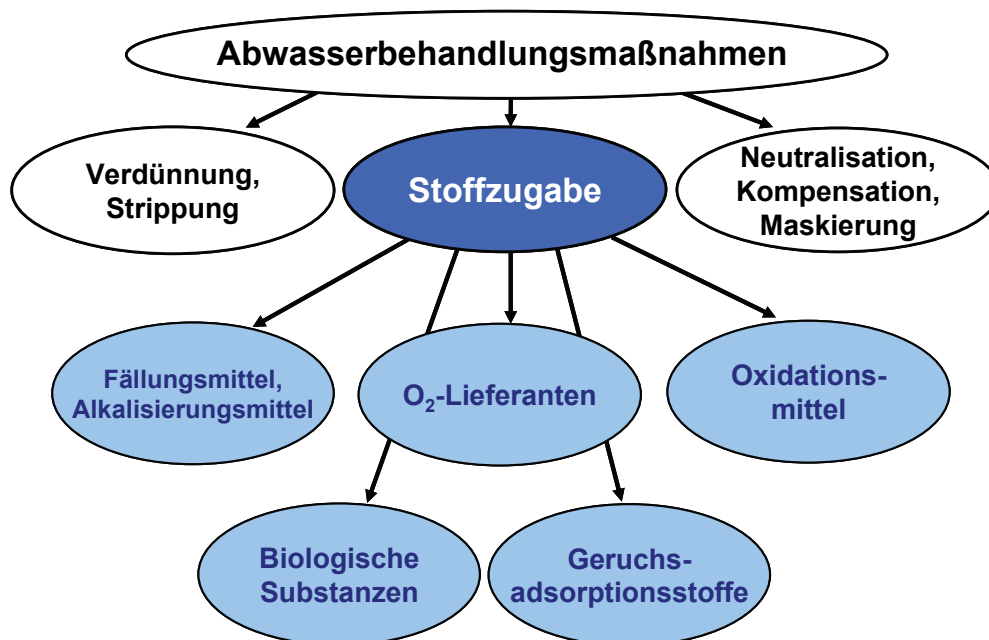 Abwasserbehandlungsmaßnahmen
Verdünnung,
Strippung
Stoffzugabe
Neutralisation,
Kompensation,
Maskierung
Fällungsmittel,
Alkalisierungsmittel
O₂-Lieferanten
Oxidations-
mittel
Biologische
Substanzen
Geruchs-
adsorptionsstoffe